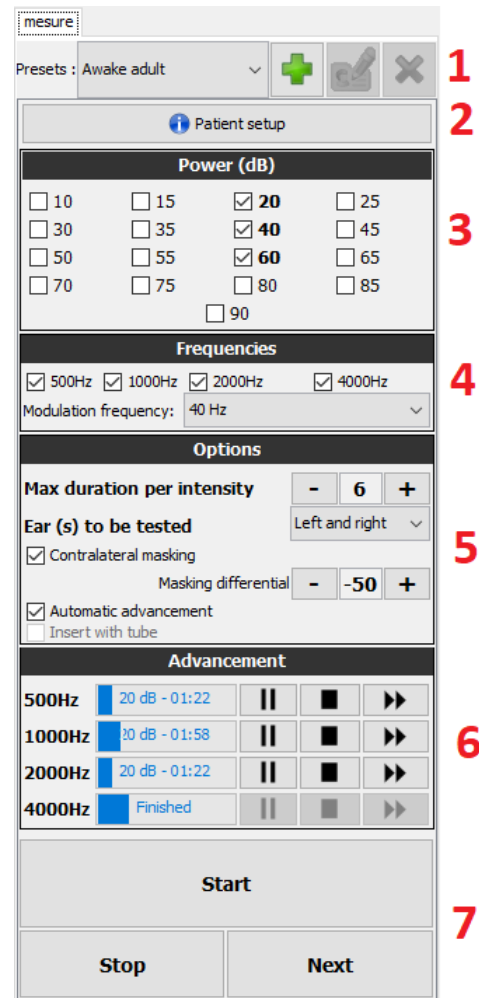 mesure
Presets : Awake adult
1
Patient setup
2
Power (dB)
10 15 20 25
30 35 40 45
3
50 55 60 65
70 75 80 85
90
Frequencies
500Hz 1000Hz 2000Hz 4000Hz
4
Modulation frequency: 40 Hz
Options
Max duration per intensity - 6 +
Ear (s) to be tested Left and right
Contralateral masking
5
Masking differential - -50 +
Automatic advancement
Insert with tube
Advancement
500Hz 20 dB - 01:22
1000Hz 20 dB - 01:58
6
2000Hz 20 dB - 01:22
4000Hz Finished
Start
7
Stop Next